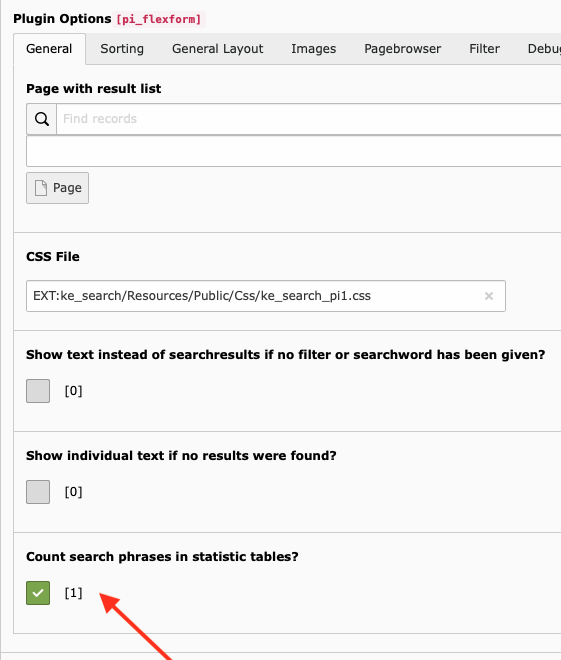 Plugin Options [pi_flexform]
General Sorting General Layout Images Pagebrowser Filter Debu
Page with result list
Find records
Page
CSS File
EXT:ke_search/Resources/Public/Css/ke_search_pi1.css
Show text instead of searchresults if no filter or searchword has been given?
[0]
Show individual text if no results were found?
[0]
Count search phrases in statistic tables?
[1]